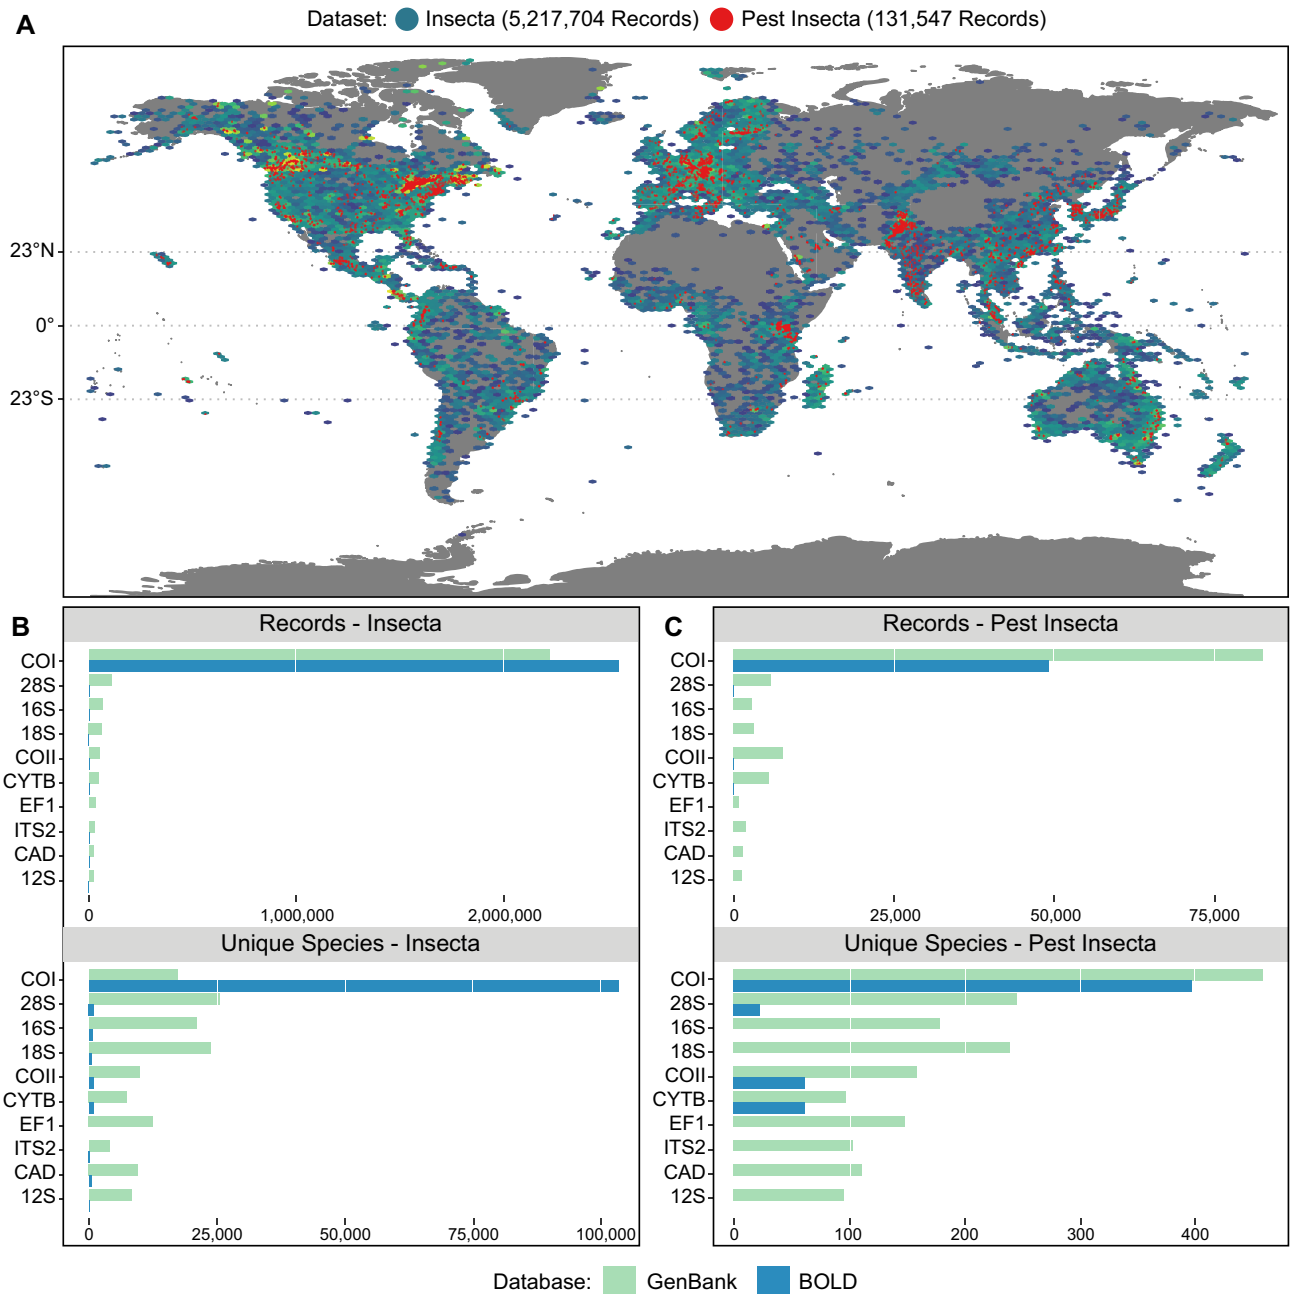 A
Dataset: Insecta (5,217,704 Records) Pest Insecta (131,547 Records)
23°N
0°
23°S
B
Records - Insecta
COI
28S
16S
18S
COII
CYTB
EF1
ITS2
CAD
12S
0 1,000,000 2,000,000
Unique Species - Insecta
COI
28S
16S
18S
COII
CYTB
EF1
ITS2
CAD
12S
0 25,000 50,000 75,000 100,000
C
Records - Pest Insecta
COI
28S
16S
18S
COII
CYTB
EF1
ITS2
CAD
12S
0 25,000 50,000 75,000
Unique Species - Pest Insecta
COI
28S
16S
18S
COII
CYTB
EF1
ITS2
CAD
12S
0 100 200 300 400
Database: GenBank BOLD